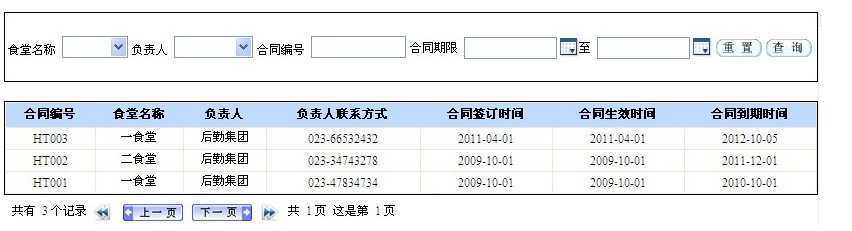 食堂名称 负责人 合同编号 合同期限 至 重 置 查 询
合同编号 食堂名称 负责人 负责人联系方式 合同签订时间 合同生效时间 合同到期时间
HT003 一食堂 后勤集团 023-66532432 2011-04-01 2011-04-01 2012-10-05
HT002 二食堂 后勤集团 023-34743278 2009-10-01 2009-10-01 2011-12-01
HT001 一食堂 后勤集团 023-47834734 2009-10-01 2009-10-01 2010-10-01
共有 3个记录 上一页 下一页 共 1页 这是第 1页